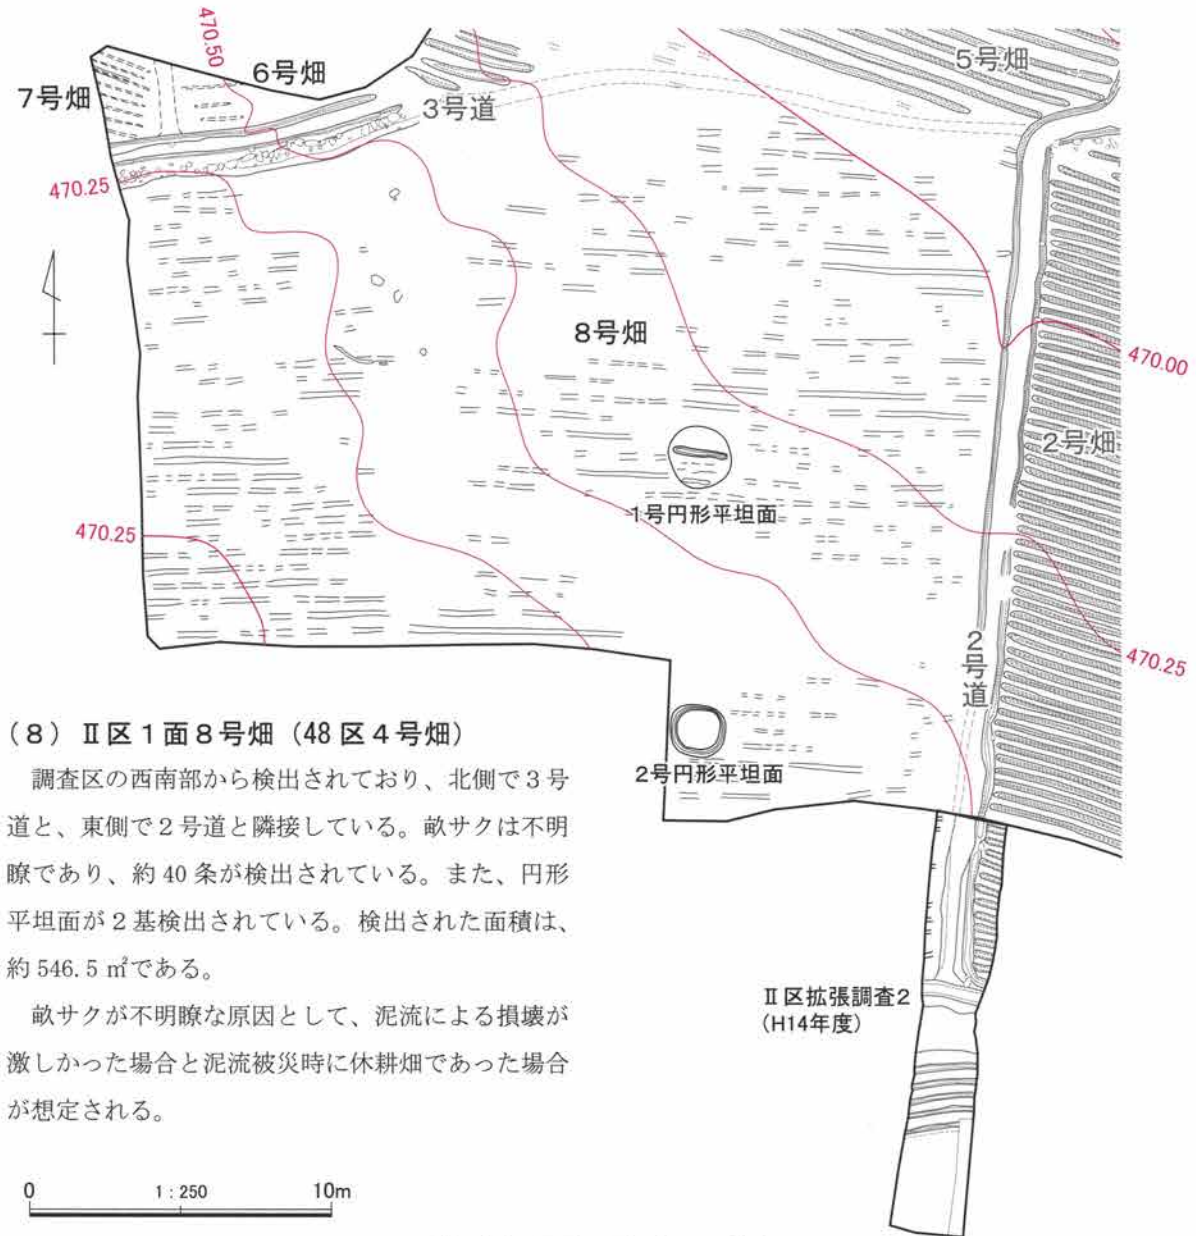 470.50
6号畑
5号畑
7号畑
3号道
470.25
8号畑
470.00
2号畑
1号円形平坦面
470.25
2号道
470.25
(8) Ⅱ区1面8号畑(48区4号畑)
2号円形平坦面
調査区の西南部から検出されており、北側で3号
道と、東側で2号道と隣接している。畝サクは不明
瞭であり、約40条が検出されている。また、円形
平坦面が2基検出されている。検出された面積は、
約546.5㎡である。
畝サクが不明瞭な原因として、泥流による損壊が
激しかった場合と泥流被災時に休耕畑であった場合
が想定される。
Ⅱ区拡張調査2
(H14年度)
0 1:250 10m